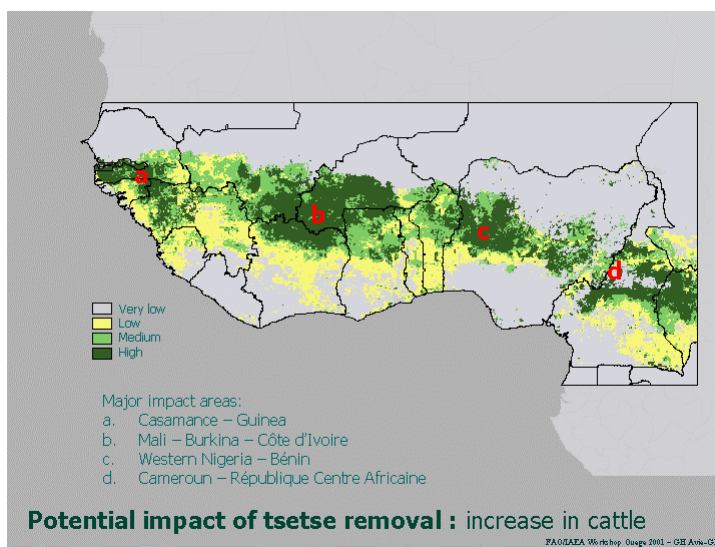 a
b
c
d
Very low
Low
Medium
High
Major impact areas:
a. Casamance – Guinea
b. Mali – Burkina – Côte d'Ivoire
c. Western Nigeria – Bénin
d. Cameroun – République Centre Africaine
Potential impact of tsetse removal : increase in cattle
FAO/IAEA Workshop Ouaga 2001 – GH Avia-G